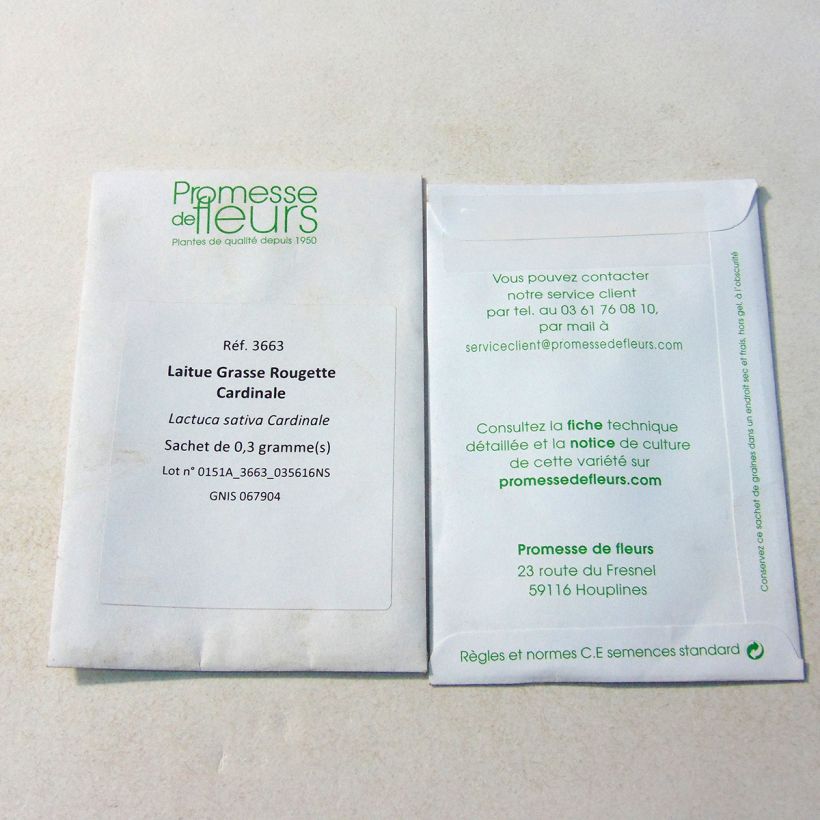 Promesse
de fleurs
Plantes de qualité depuis 1950
Réf. 3663
Laitue Grasse Rougette
Cardinale
Lactuca sativa Cardinale
Sachet de 0,3 gramme(s)
Lot n° 0151A_3663_035616NS
GNIS 067904
Vous pouvez contacter
notre service client
par tel. au 03 61 76 08 10,
par mail à
serviceclient@promessedefleurs.com
Consultez la fiche technique
détaillée et la notice de culture
de cette variété sur
promessedefleurs.com
Promesse de fleurs
23 route du Fresnel
59116 Houplines
Règles et normes C.E semences standard
Conservez ce sachet de graines dans un endroit sec et frais, hors gel, à l'obscurité